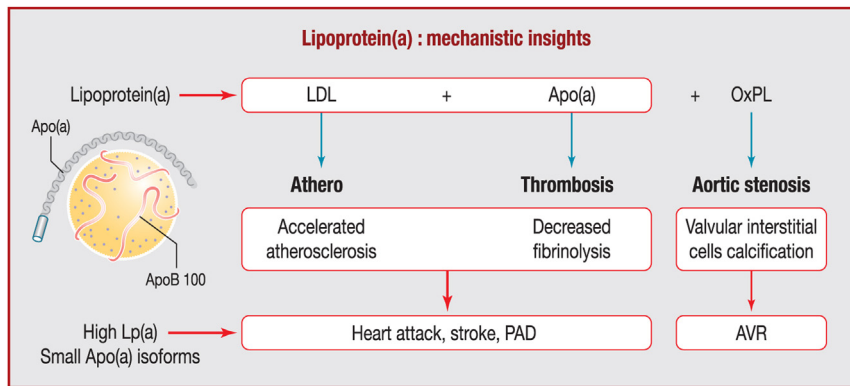 Lipoprotein(a) : mechanistic insights
Lipoprotein(a)
LDL + Apo(a) + OxPL
Apo(a)
ApoB 100
Athero
Thrombosis
Aortic stenosis
Accelerated
atherosclerosis
Decreased
fibrinolysis
Valvular interstitial
cells calcification
High Lp(a)
Small Apo(a) isoforms
Heart attack, stroke, PAD
AVR